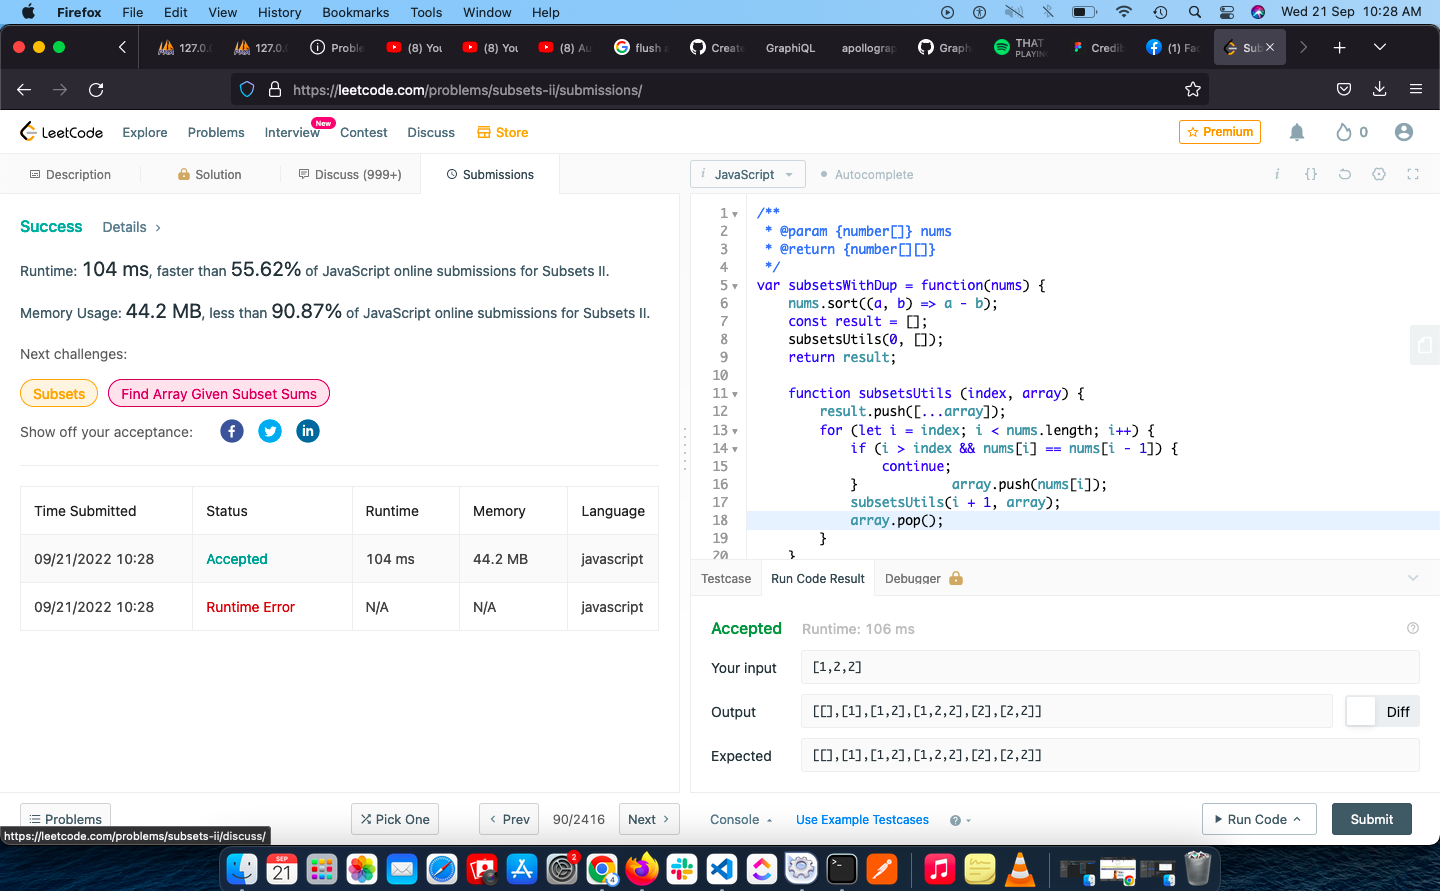 Firefox File Edit View History Bookmarks Tools Window Help Wed 21 Sep 10:28 AM
127.0. 127.0. Proble (8) You (8) You (8) Au flush a Create GraphiQL apollograp Graph THAT PLAYING Credib (1) Fac Sub
https://leetcode.com/problems/subsets-ii/submissions/
LeetCode Explore Problems Interview New Contest Discuss Store Premium 0
Description Solution Discuss (999+) Submissions
i JavaScript Autocomplete
Success Details
Runtime: 104 ms, faster than 55.62% of JavaScript online submissions for Subsets II.
Memory Usage: 44.2 MB, less than 90.87% of JavaScript online submissions for Subsets II.
Next challenges:
Subsets Find Array Given Subset Sums
Show off your acceptance:
Time Submitted Status Runtime Memory Language
09/21/2022 10:28 Accepted 104 ms 44.2 MB javascript
09/21/2022 10:28 Runtime Error N/A N/A javascript
1 /**
2 * @param {number[]} nums
3 * @return {number[][]}
4 */
5 var subsetsWithDup = function(nums) {
6 nums.sort((a, b) => a - b);
7 const result = [];
8 subsetsUtils(0, []);
9 return result;
10
11 function subsetsUtils (index, array) {
12 result.push([...array]);
13 for (let i = index; i < nums.length; i++) {
14 if (i > index && nums[i] == nums[i - 1]) {
15 continue;
16 } array.push(nums[i]);
17 subsetsUtils(i + 1, array);
18 array.pop();
19 }
20 }
Testcase Run Code Result Debugger
Accepted Runtime: 106 ms
Your input [1,2,2]
Output [[],[1],[1,2],[1,2,2],[2],[2,2]] Diff
Expected [[],[1],[1,2],[1,2,2],[2],[2,2]]
Problems Pick One Prev 90/2416 Next Console Use Example Testcases Run Code Submit
https://leetcode.com/problems/subsets-ii/discuss/
SEP
21
2
4